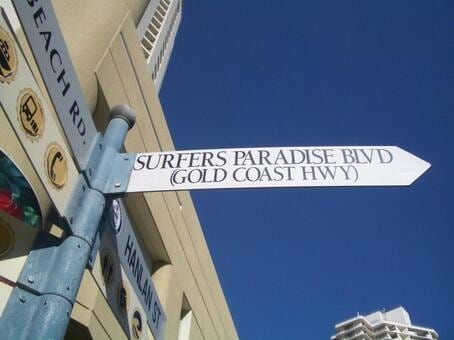 BEACH RD.
SURFERS PARADISE BLVD
(GOLD COAST HWY)
HANLAN ST